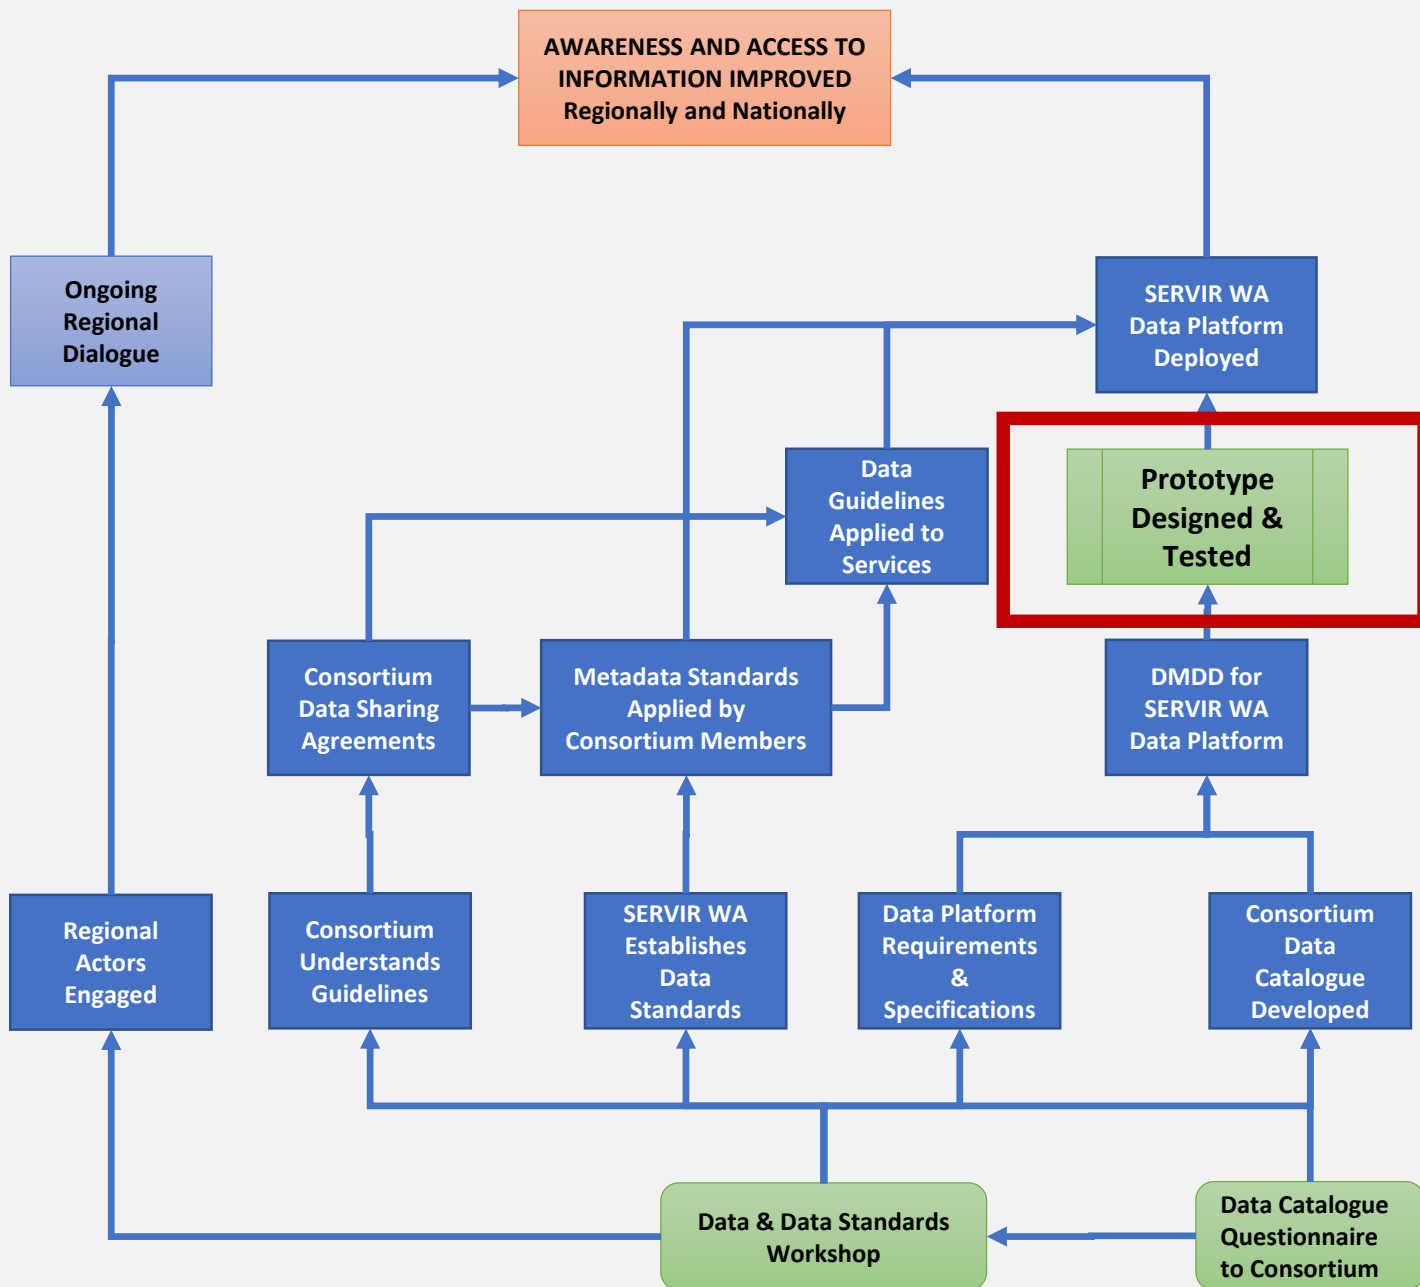 AWARENESS AND ACCESS TO
INFORMATION IMPROVED
Regionally and Nationally
Ongoing
Regional
Dialogue
SERVIR WA
Data Platform
Deployed
Data
Guidelines
Applied to
Services
Prototype
Designed &
Tested
Consortium
Data Sharing
Agreements
Metadata Standards
Applied by
Consortium Members
DMDD for
SERVIR WA
Data Platform
Regional
Actors
Engaged
Consortium
Understands
Guidelines
SERVIR WA
Establishes
Data
Standards
Data Platform
Requirements
&
Specifications
Consortium
Data
Catalogue
Developed
Data & Data Standards
Workshop
Data Catalogue
Questionnaire
to Consortium